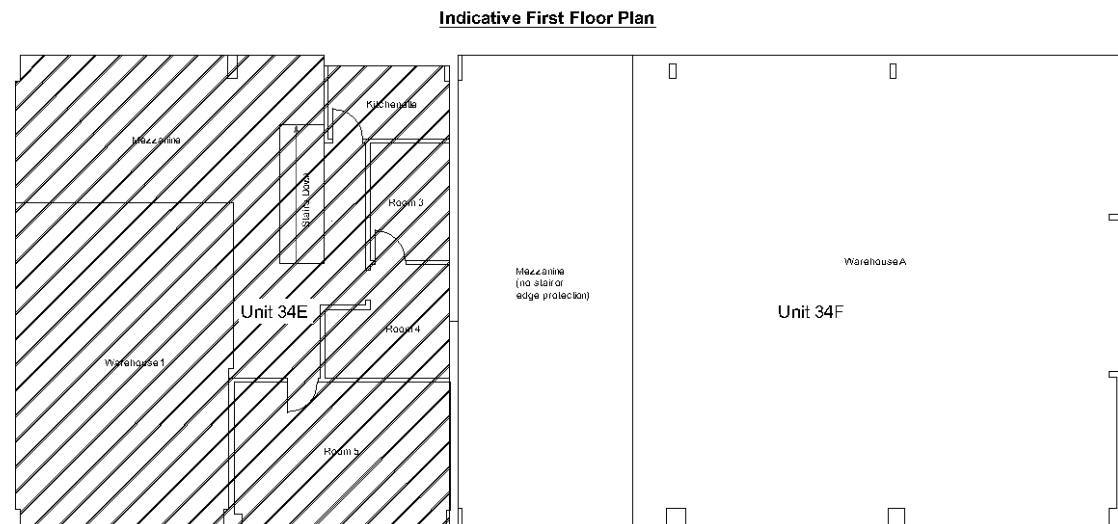 Indicative First Floor Plan
Kitchenette
Mezzanine
Stairs Down
Room 3
Mezzanine
(no stair or
edge protection)
Warehouse A
Unit 34E
Unit 34F
Room 4
Warehouse 1
Room 5